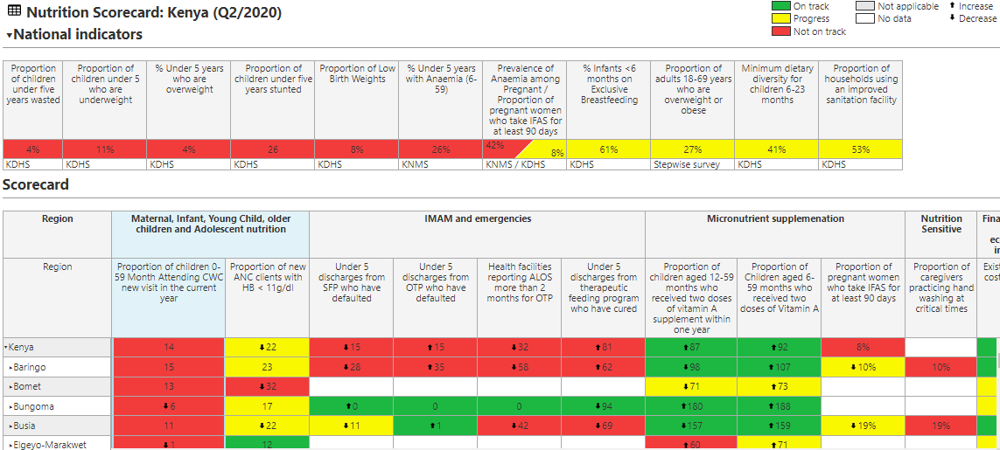 Nutrition Scorecard: Kenya (Q2/2020)
On track Not applicable ⬆ Increase
Progress No data ⬇ Decrease
Not on track
▾National indicators
Proportion of children under five years wasted
Proportion of children under 5 who are underweight
% Under 5 years who are overweight
Proportion of children under five years stunted
Proportion of Low Birth Weights
% Under 5 years with Anaemia (6-59)
Prevalence of Anaemia among Pregnant / Proportion of pregnant women who take IFAS for at least 90 days
% Infants <6 months on Exclusive Breastfeeding
Proportion of adults 18-69 years who are overweight or obese
Minimum dietary diversity for children 6-23 months
Proportion of households using an improved sanitation facility
4% 11% 4% 26 8% 26% 42% 8% 61% 27% 41% 53%
KDHS KDHS KDHS KDHS KDHS KNMS KNMS / KDHS KDHS Stepwise survey KDHS KDHS
Scorecard
Region
Maternal, Infant, Young Child, older children and Adolescent nutrition
IMAM and emergencies
Micronutrient supplemenation
Nutrition Sensitive
Region
Proportion of children 0-59 Month Attending CWC new visit in the current year
Proportion of new ANC clients with HB < 11g/dl
Under 5 discharges from SFP who have defaulted
Under 5 discharges from OTP who have defaulted
Health facilities reporting ALOS more than 2 months for OTP
Under 5 discharges from therapeutic feeding program who have cured
Proportion of children aged 12-59 months who received two doses of vitamin A supplement within one year
Proportion of Children aged 6-59 months who received two doses of Vitamin A
Proportion of pregnant women who take IFAS for at least 90 days
Proportion of caregivers practicing hand washing at critical times
▾Kenya 14 ⬇22 ⬇15 ⬆15 ⬇32 ⬆81 ⬆87 ⬆92 8%
▸Baringo 15 23 ⬇28 ⬆35 ⬇58 ⬆62 ⬇98 ⬆107 ⬇10% 10%
▸Bomet 13 ⬇32 ⬇71 ⬆73
▸Bungoma ⬇6 17 ⬆0 0 0 ⬇94 ⬆180 ⬆188
▸Busia 11 ⬇22 ⬇11 ⬆1 ⬇42 ⬇69 ⬇157 ⬆159 ⬇19% 19%
▸Elgeyo-Marakwet ⬇1 12 ⬆60 ⬆71